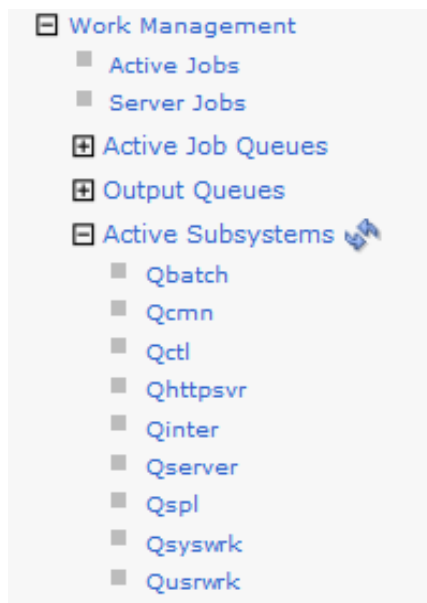 Work Management
Active Jobs
Server Jobs
Active Job Queues
Output Queues
Active Subsystems
Qbatch
Qcmn
Qctl
Qhttpsvr
Qinter
Qserver
Qspl
Qsyswrk
Qusrwrk